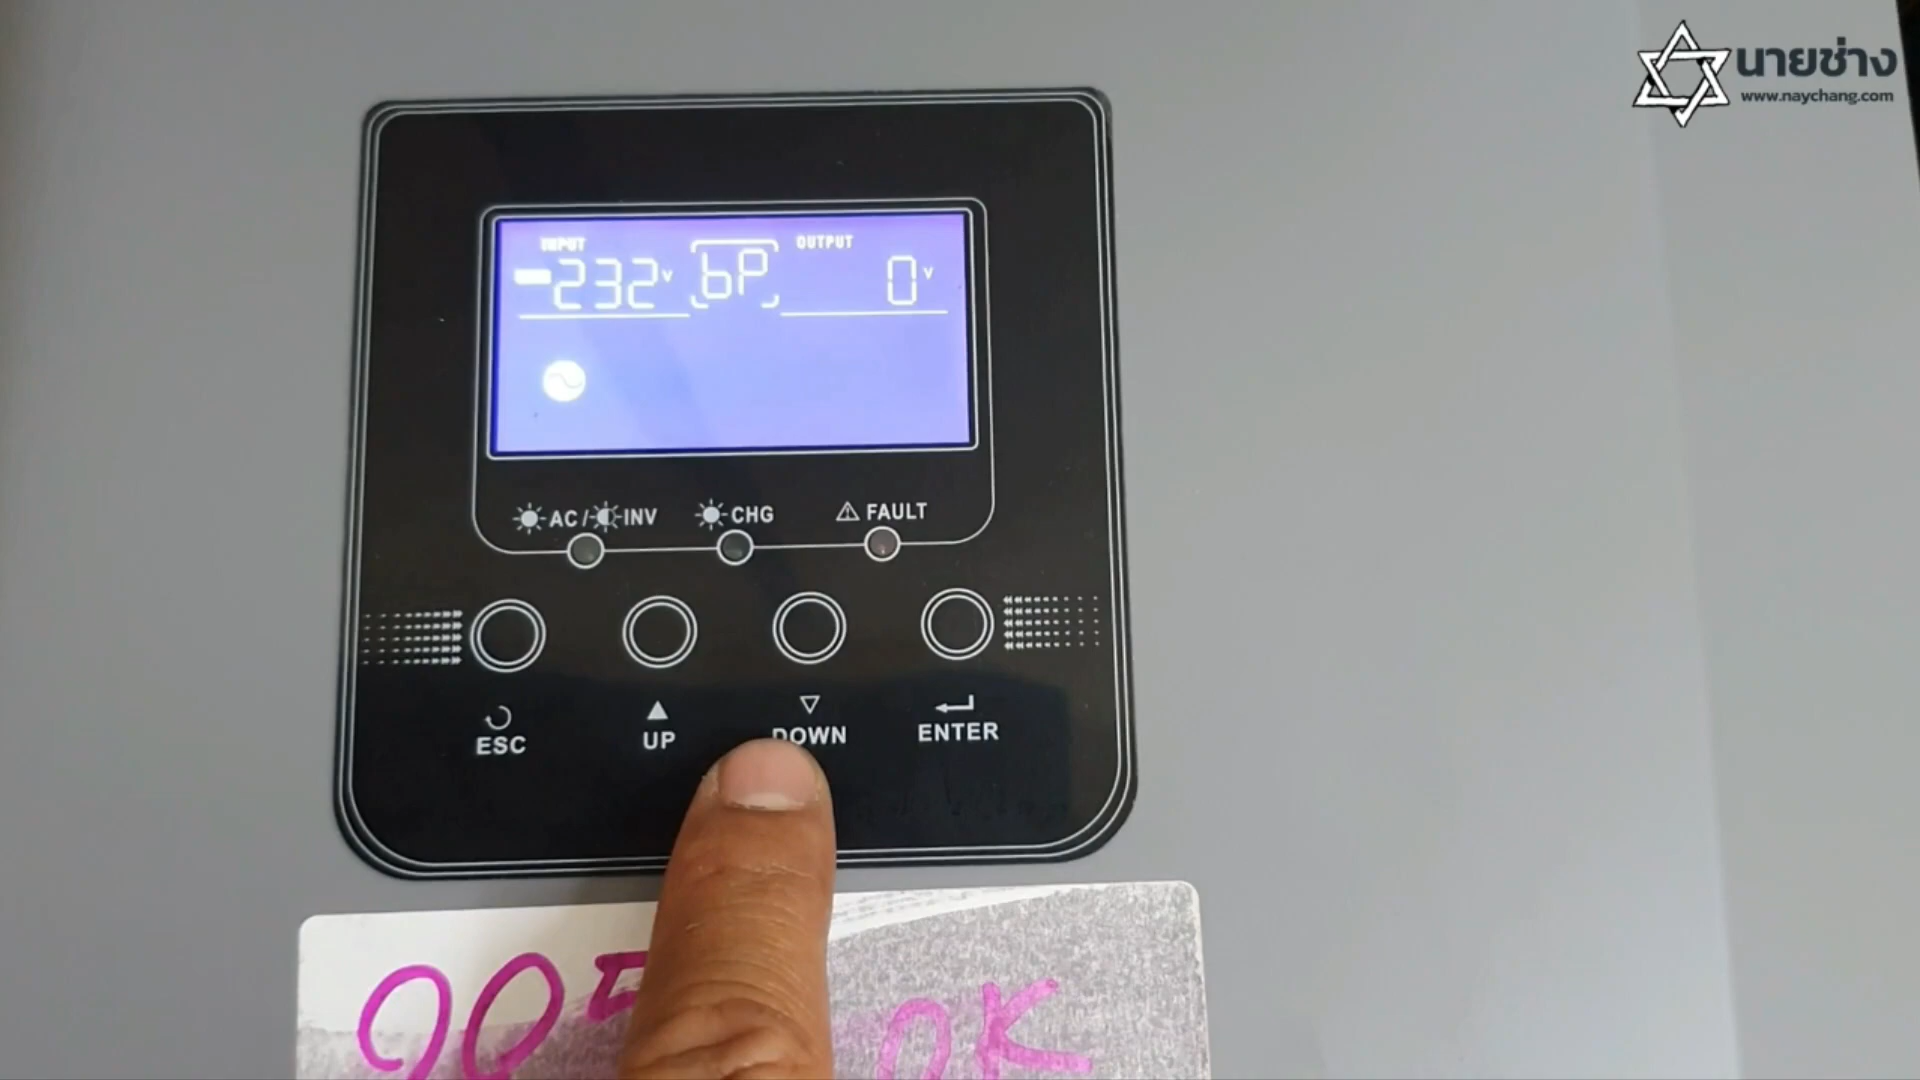 นายช่าง
www.naychang.com
INPUT OUTPUT
232V bP 0V
AC/ INV CHG FAULT
ESC UP DOWN ENTER
OK